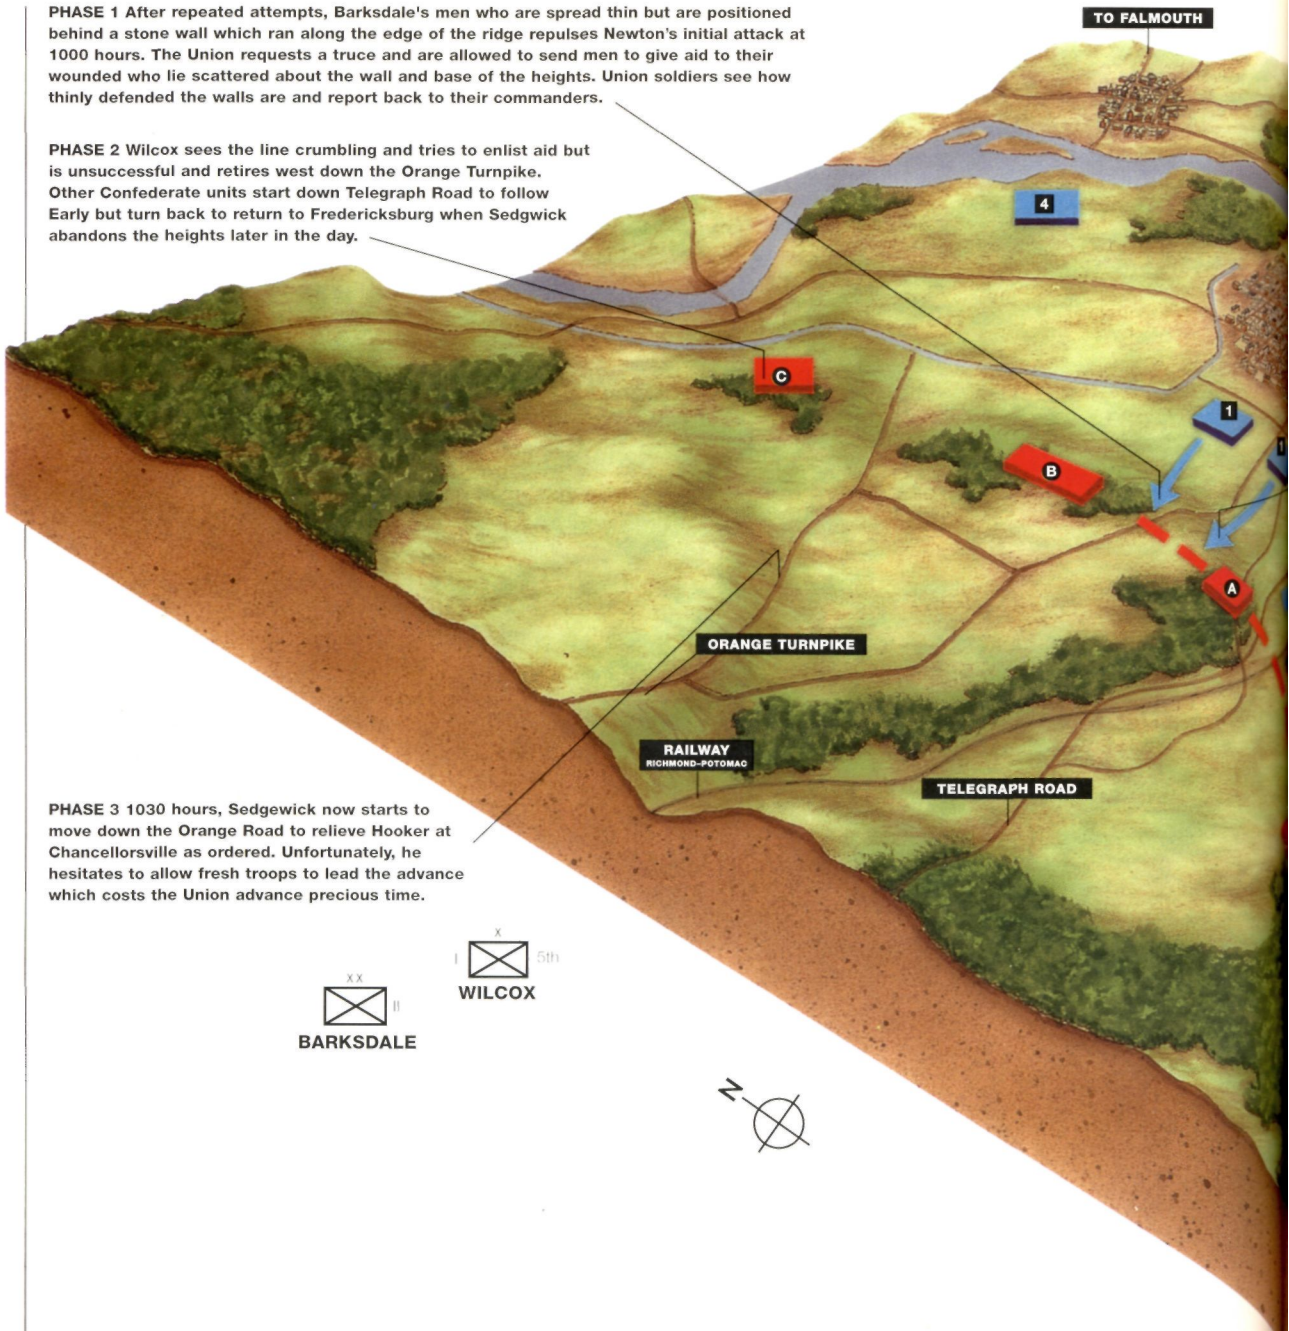 PHASE 1 After repeated attempts, Barksdale's men who are spread thin but are positioned
behind a stone wall which ran along the edge of the ridge repulses Newton's initial attack at
1000 hours. The Union requests a truce and are allowed to send men to give aid to their
wounded who lie scattered about the wall and base of the heights. Union soldiers see how
thinly defended the walls are and report back to their commanders.
TO FALMOUTH
PHASE 2 Wilcox sees the line crumbling and tries to enlist aid but
is unsuccessful and retires west down the Orange Turnpike.
Other Confederate units start down Telegraph Road to follow
Early but turn back to return to Fredericksburg when Sedgwick
abandons the heights later in the day.
4
C
1
1
B
A
ORANGE TURNPIKE
RAILWAY
RICHMOND–POTOMAC
TELEGRAPH ROAD
PHASE 3 1030 hours, Sedgewick now starts to
move down the Orange Road to relieve Hooker at
Chancellorsville as ordered. Unfortunately, he
hesitates to allow fresh troops to lead the advance
which costs the Union advance precious time.
X
I 5th
WILCOX
XX
II
BARKSDALE
N